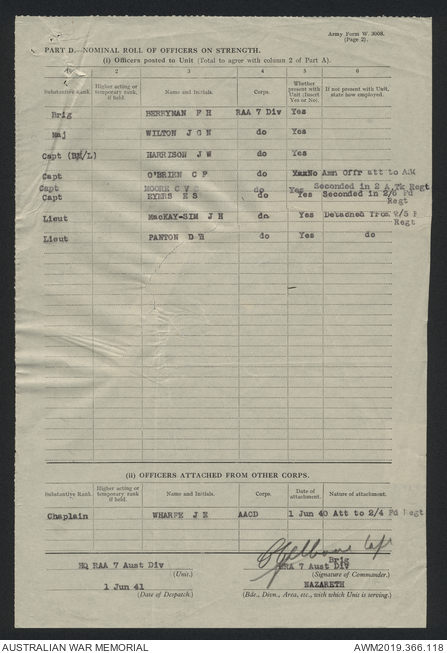 Army Form W. 3008.
(Page 2).
PART D.—NOMINAL ROLL OF OFFICERS ON STRENGTH.
(i) Officers posted to Unit (Total to agree with column 2 of Part A).
1 2 3 4 5 6
Substantive Rank. Higher acting or temporary rank, if held. Name and Initials. Corps. Whether present with Unit (Insert Yes or No). If not present with Unit, state how employed.
Brig BERRYMAN F H RAA 7 Div Yes
Maj WILTON J G N do Yes
Capt (BM/L) HARRISON J W do Yes
Capt O'BRIEN C F do No Amn Offr att to
Capt MOORE C V do Yes Seconded in 2 A Tk Regt
Capt EYERS K S do Yes Seconded in 2/6 Fd Regt
Lieut MacKAY-SIM J H do Yes Detached from Regt
Lieut PANTON D do Yes do
(ii) OFFICERS ATTACHED FROM OTHER CORPS.
Substantive Rank. Higher acting or temporary rank if held. Name and Initials. Corps. Date of attachment. Nature of attachment.
Chaplain WHARFE J E AACD 1 Jun 40 Att to 2/4 Fd Regt
Brig
HQ RAA 7 Aust Div RAA 7 Aust Div
(Unit.) (Signature of Commander.)
1 Jun 41 NAZARETH
(Date of Despatch.) (Bde., Divn., Area, etc., with which Unit is serving.)
AUSTRALIAN WAR MEMORIAL AWM2019.366.118